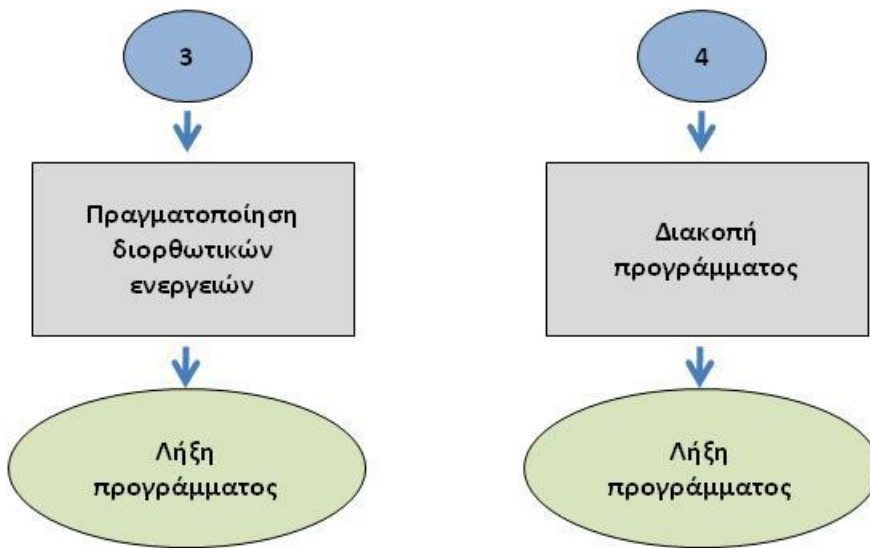 3
Πραγματοποίηση
διορθωτικών
ενεργειών
Λήξη
προγράμματος
4
Διακοπή
προγράμματος
Λήξη
προγράμματος